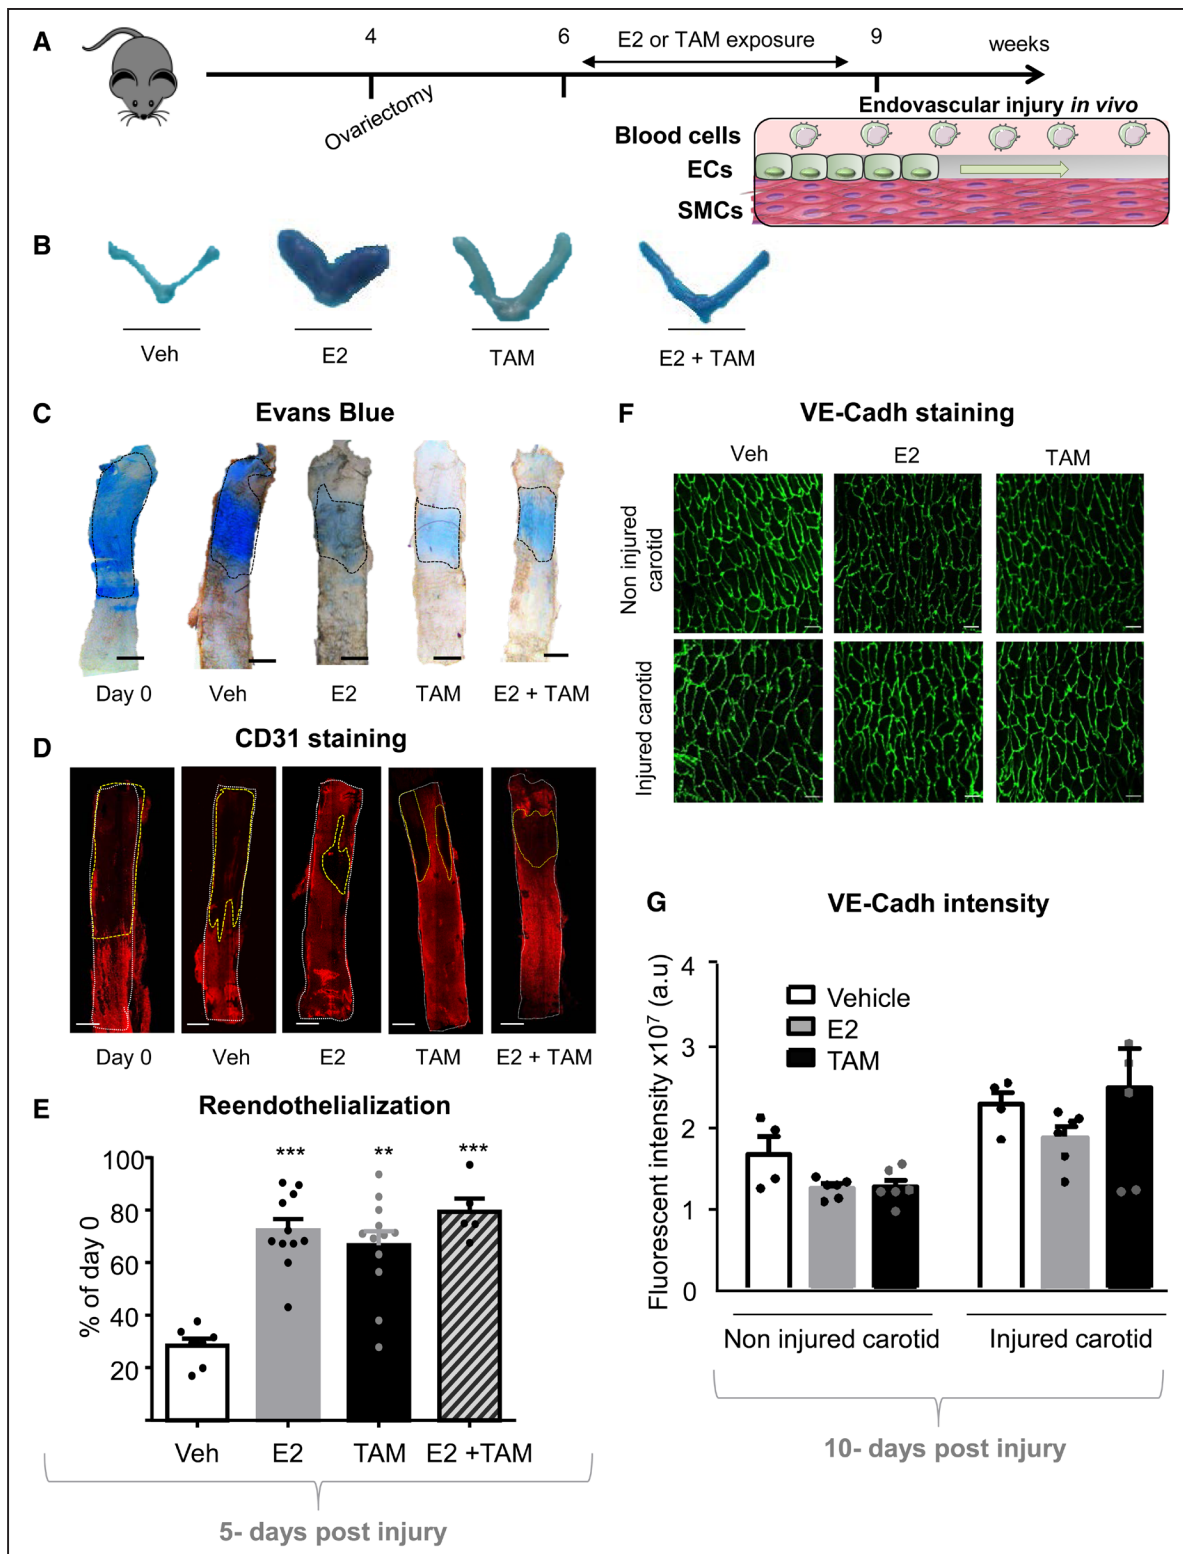 A
4
6
E2 or TAM exposure
9
weeks
Ovariectomy
Endovascular injury in vivo
Blood cells
ECs
SMCs
B
Veh
E2
TAM
E2 + TAM
C
Evans Blue
Day 0
Veh
E2
TAM
E2 + TAM
D
CD31 staining
Day 0
Veh
E2
TAM
E2 + TAM
E
Reendothelialization
% of day 0
100
80
60
40
20
***
**
***
Veh
E2
TAM
E2 +TAM
5- days post injury
F
VE-Cadh staining
Veh
E2
TAM
Non injured
carotid
Injured carotid
G
VE-Cadh intensity
Fluorescent intensity x10⁷ (a.u)
4
3
2
1
0
Vehicle
E2
TAM
Non injured carotid
Injured carotid
10- days post injury